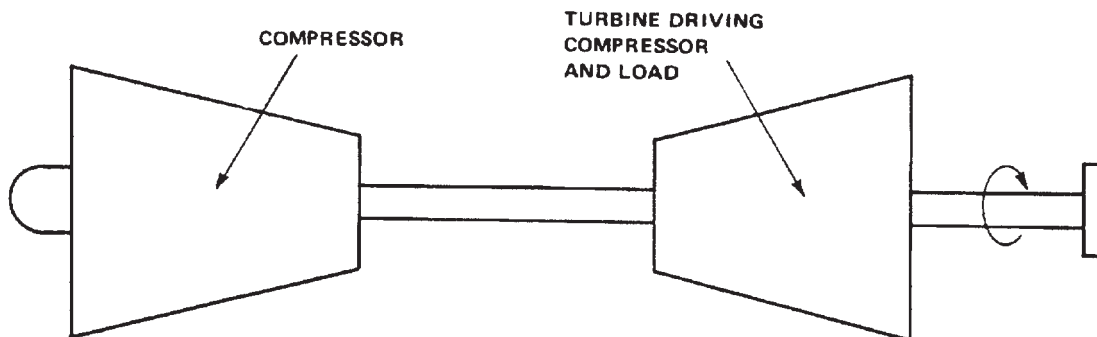 COMPRESSOR
TURBINE DRIVING
COMPRESSOR
AND LOAD